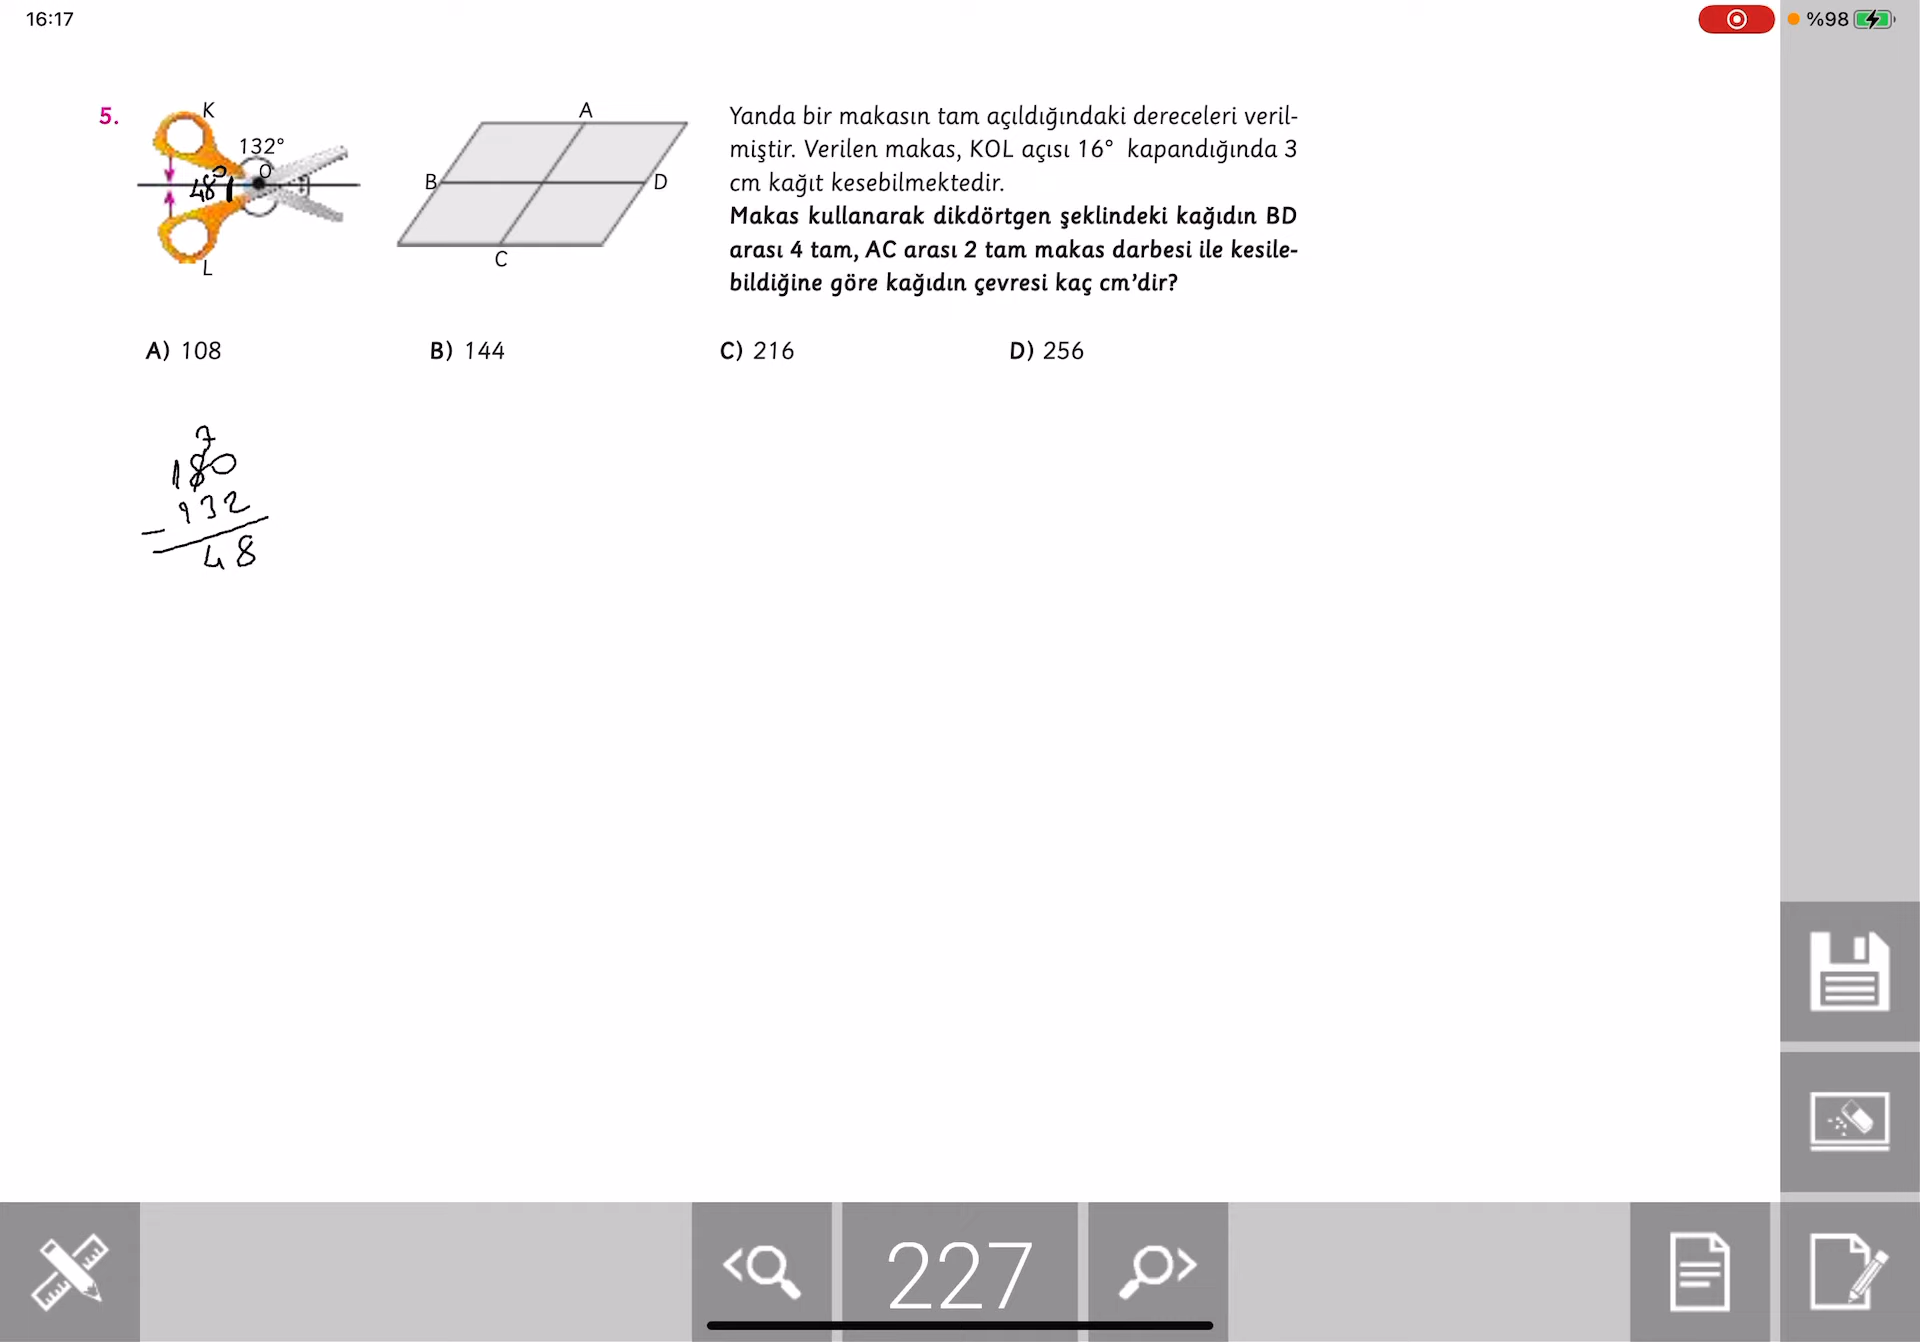 16:17
%98
5.
K
132°
O
48°
L
A
B
D
C
Yanda bir makasın tam açıldığındaki dereceleri veril-
miştir. Verilen makas, KOL açısı 16° kapandığında 3
cm kağıt kesebilmektedir.
Makas kullanarak dikdörtgen şeklindeki kağıdın BD
arası 4 tam, AC arası 2 tam makas darbesi ile kesile-
bildiğine göre kağıdın çevresi kaç cm'dir?
A) 108 B) 144 C) 216 D) 256
7
180
- 132
48
227